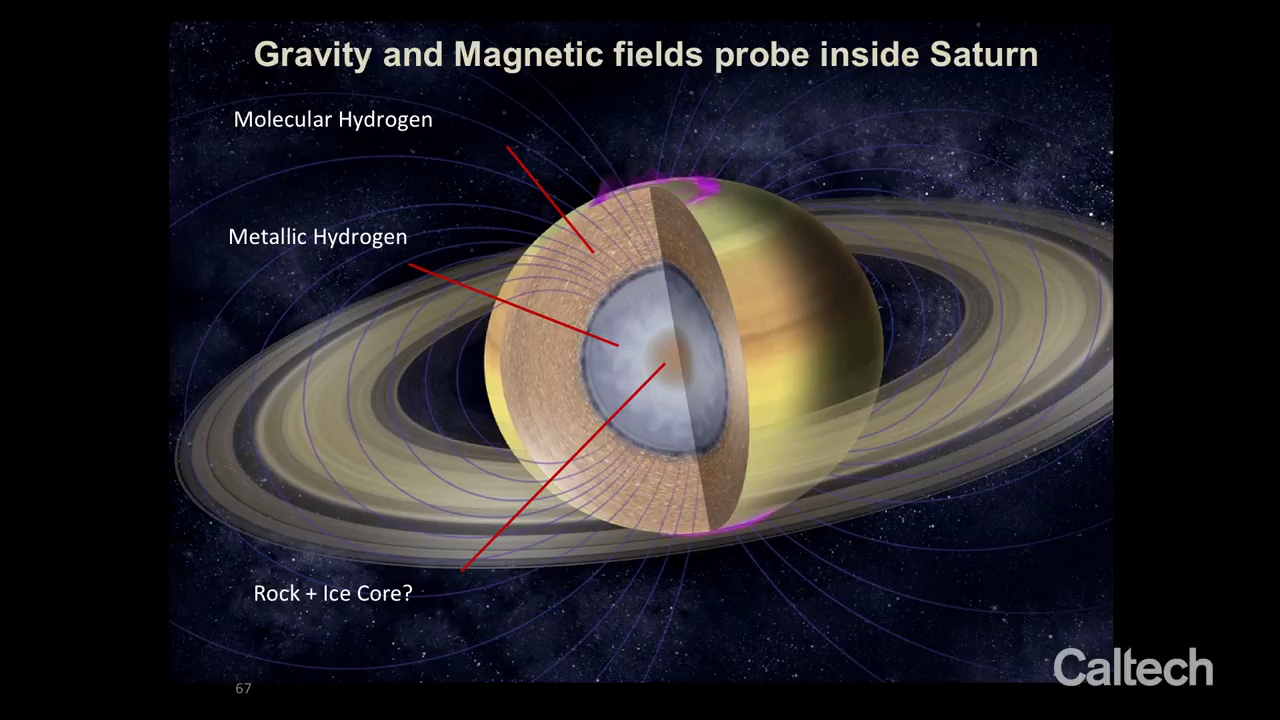 Gravity and Magnetic fields probe inside Saturn
Molecular Hydrogen
Metallic Hydrogen
Rock + Ice Core?
67
Caltech